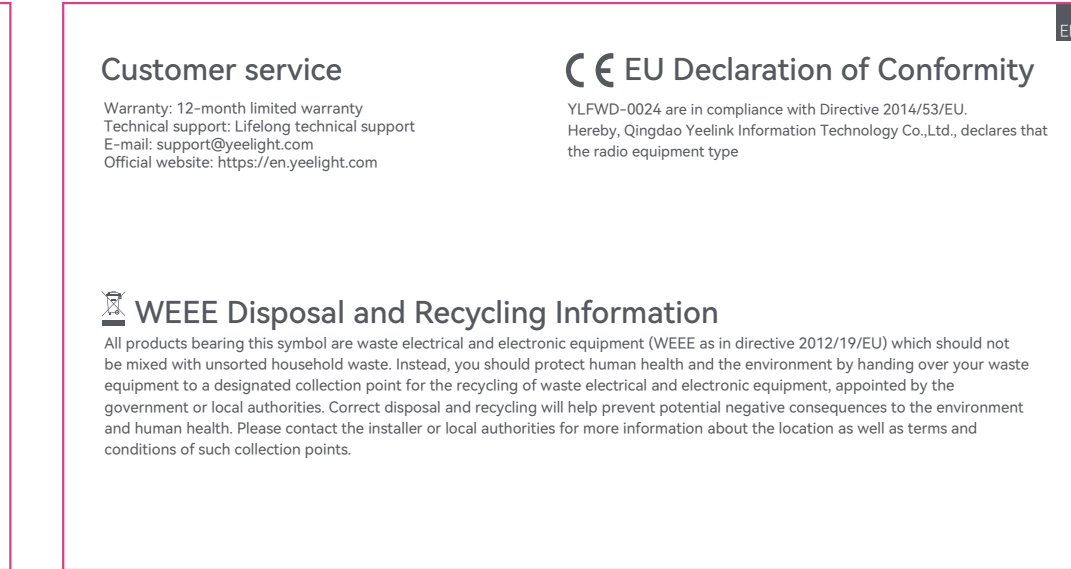 Customer service
Warranty: 12-month limited warranty
Technical support: Lifelong technical support
E-mail: support@yeelight.com
Official website: https://en.yeelight.com
CE EU Declaration of Conformity
YLFWD-0024 are in compliance with Directive 2014/53/EU.
Hereby, Qingdao Yeelink Information Technology Co.,Ltd., declares that
the radio equipment type
WEEE Disposal and Recycling Information
All products bearing this symbol are waste electrical and electronic equipment (WEEE as in directive 2012/19/EU) which should not
be mixed with unsorted household waste. Instead, you should protect human health and the environment by handing over your waste
equipment to a designated collection point for the recycling of waste electrical and electronic equipment, appointed by the
government or local authorities. Correct disposal and recycling will help prevent potential negative consequences to the environment
and human health. Please contact the installer or local authorities for more information about the location as well as terms and
conditions of such collection points.